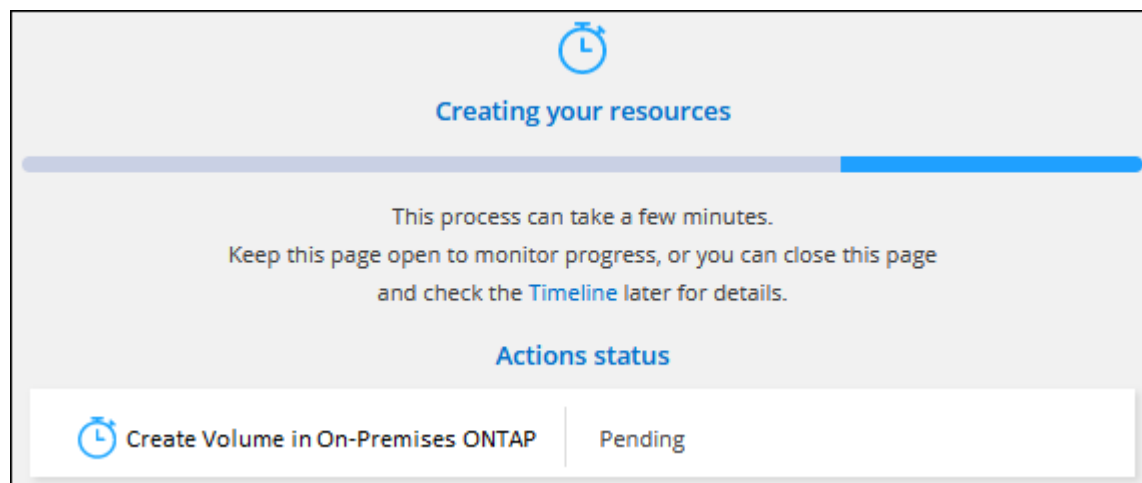 Creating your resources
This process can take a few minutes.
Keep this page open to monitor progress, or you can close this page
and check the Timeline later for details.
Actions status
Create Volume in On-Premises ONTAP
Pending